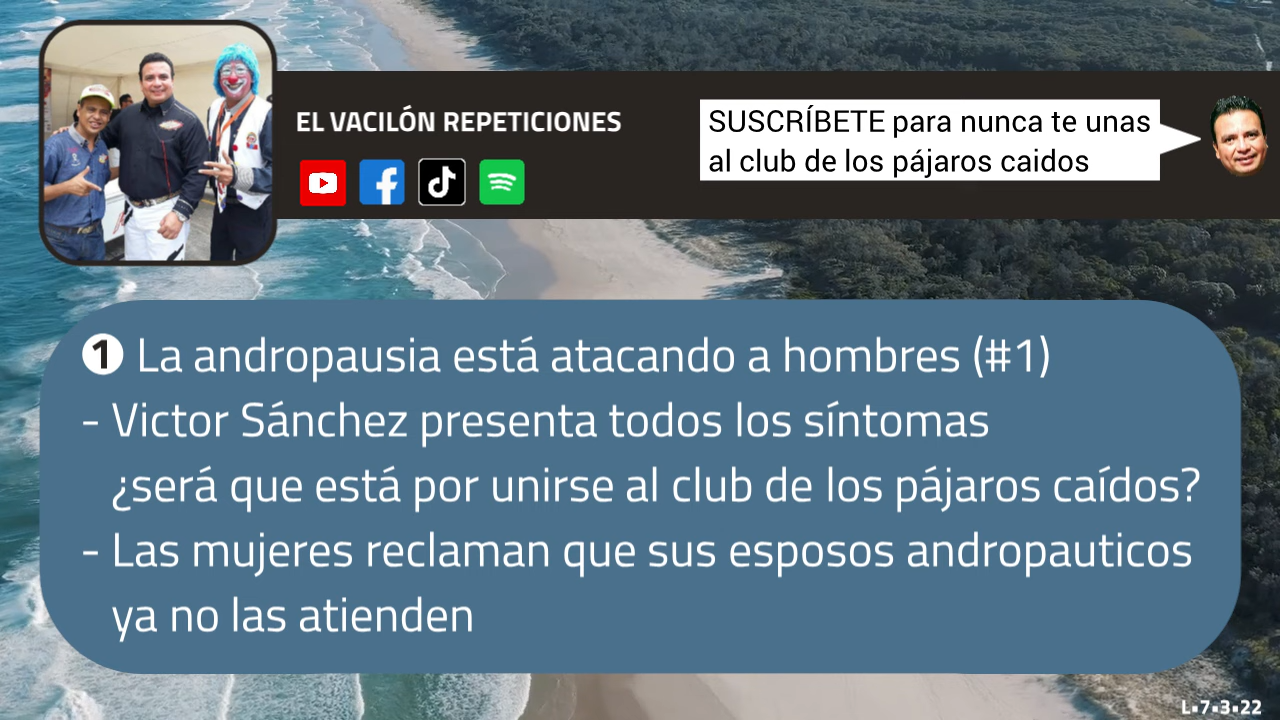 EL VACILÓN REPETICIONES
SUSCRÍBETE para nunca te unas
al club de los pájaros caidos
1 La andropausia está atacando a hombres (#1)
- Victor Sánchez presenta todos los síntomas
¿será que está por unirse al club de los pájaros caídos?
- Las mujeres reclaman que sus esposos andropauticos
ya no las atienden
L•7•3•22